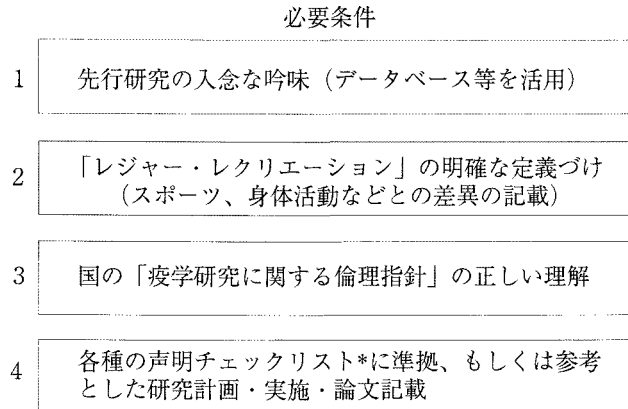 必要条件
1 先行研究の入念な吟味（データベース等を活用）
2 「レジャー・レクリエーション」の明確な定義づけ
（スポーツ、身体活動などとの差異の記載）
3 国の「疫学研究に関する倫理指針」の正しい理解
4 各種の声明チェックリスト*に準拠、もしくは参考
とした研究計画・実施・論文記載